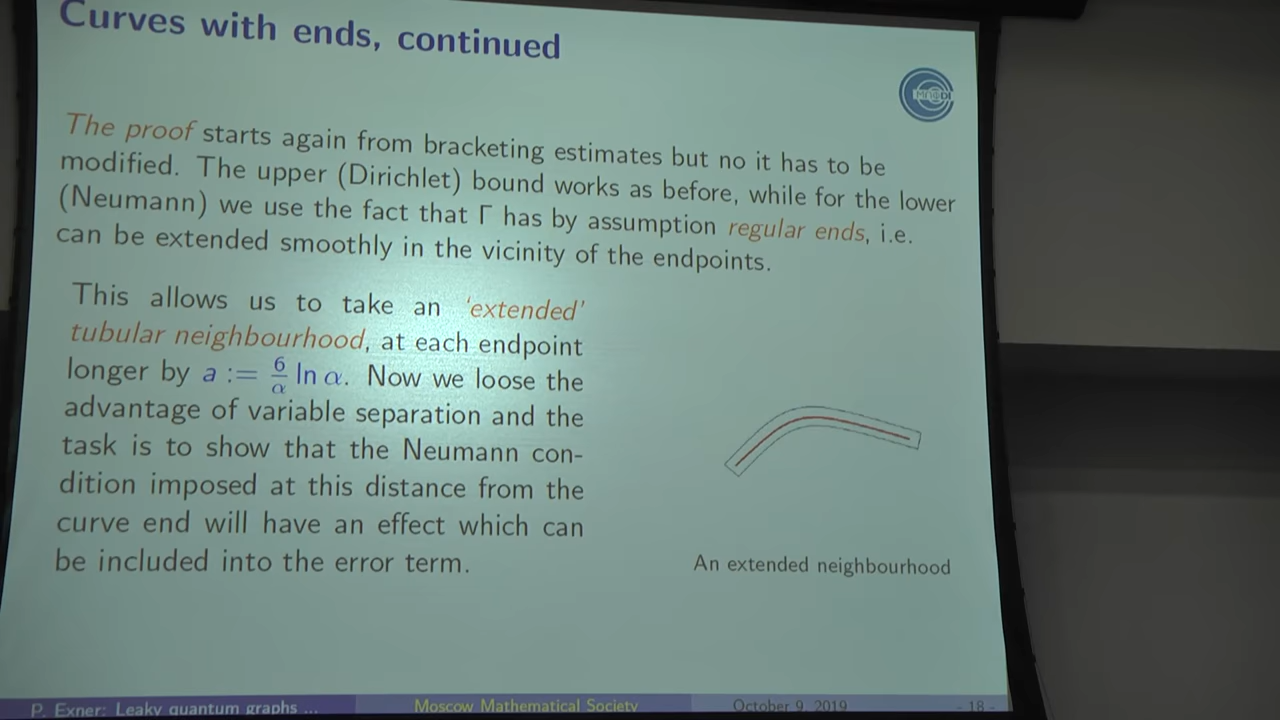 Curves with ends, continued
The proof starts again from bracketing estimates but no it has to be
modified. The upper (Dirichlet) bound works as before, while for the lower
(Neumann) we use the fact that Γ has by assumption regular ends, i.e.
can be extended smoothly in the vicinity of the endpoints.
This allows us to take an 'extended'
tubular neighbourhood, at each endpoint
longer by a := 6/α ln α. Now we loose the
advantage of variable separation and the
task is to show that the Neumann con-
dition imposed at this distance from the
curve end will have an effect which can
be included into the error term.
An extended neighbourhood
P. Exner: Leaky quantum graphs ...
Moscow Mathematical Society
October 9, 2019
- 18 -